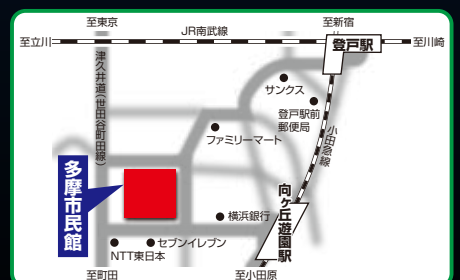 至東京
至新宿
JR南武線
至立川
登戸駅
至川崎
津久井道(世田谷町田線)
サンクス
登戸駅前
郵便局
小田急線
ファミリーマート
多摩市民館
向ヶ丘遊園駅
横浜銀行
セブンイレブン
NTT東日本
至町田
至小田原